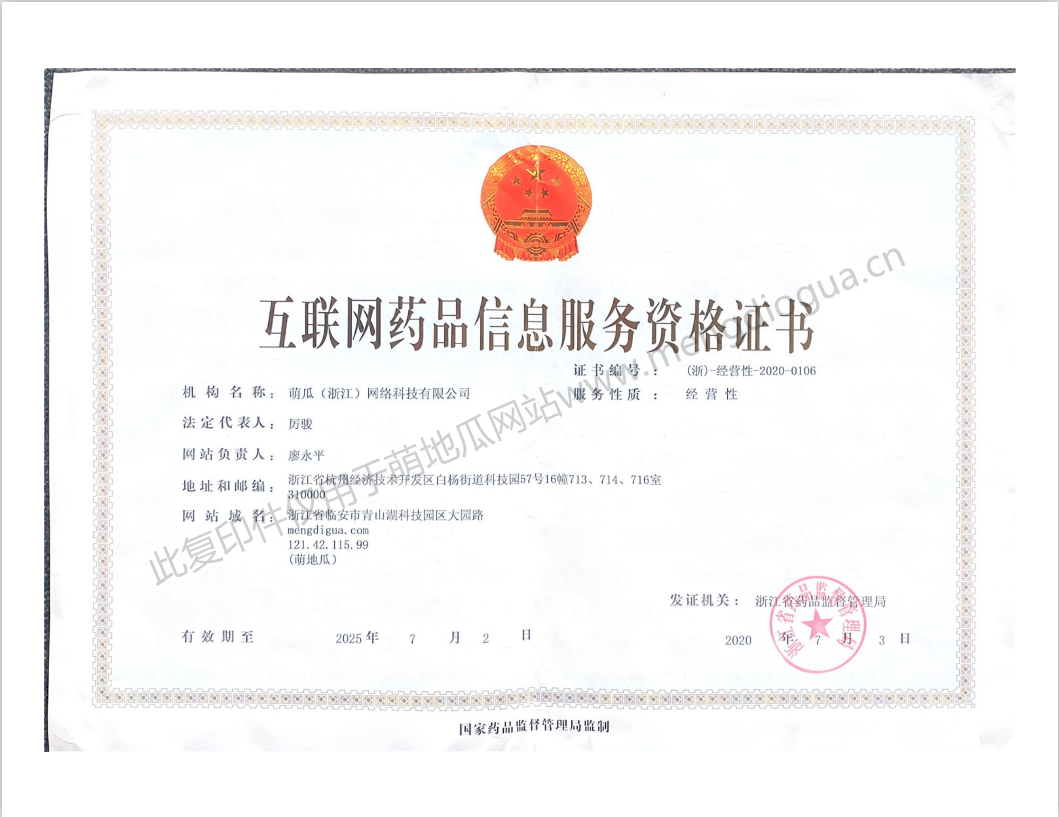 互联网药品信息服务资格证书
证书编号： （浙）-经营性-2020-0106
机构名称： 萌瓜（浙江）网络科技有限公司
服务性质： 经营性
法定代表人： 厉骏
网站负责人： 廖永平
地址和邮编： 浙江省杭州经济技术开发区白杨街道科技园57号16幢713、714、716室
310000
网站域名： 浙江省临安市青山湖科技园区大园路
mengdigua.com
121.42.115.99
（萌地瓜）
发证机关： 浙江省药品监督管理局
有效期至 2025年 7 月 2 日
2020 年 7 月 3 日
浙江省药品监督管理局
国家药品监督管理局监制
此复印件仅用于萌地瓜网站www.mengdiogua.cn